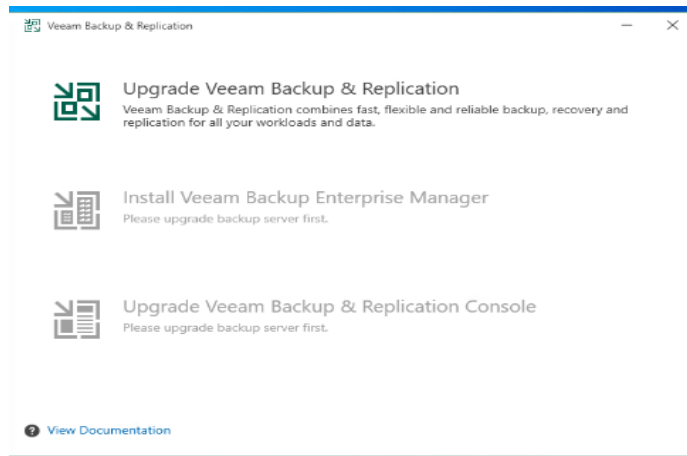 Veeam Backup & Replication
Upgrade Veeam Backup & Replication
Veeam Backup & Replication combines fast, flexible and reliable backup, recovery and
replication for all your workloads and data.
Install Veeam Backup Enterprise Manager
Please upgrade backup server first.
Upgrade Veeam Backup & Replication Console
Please upgrade backup server first.
? View Documentation